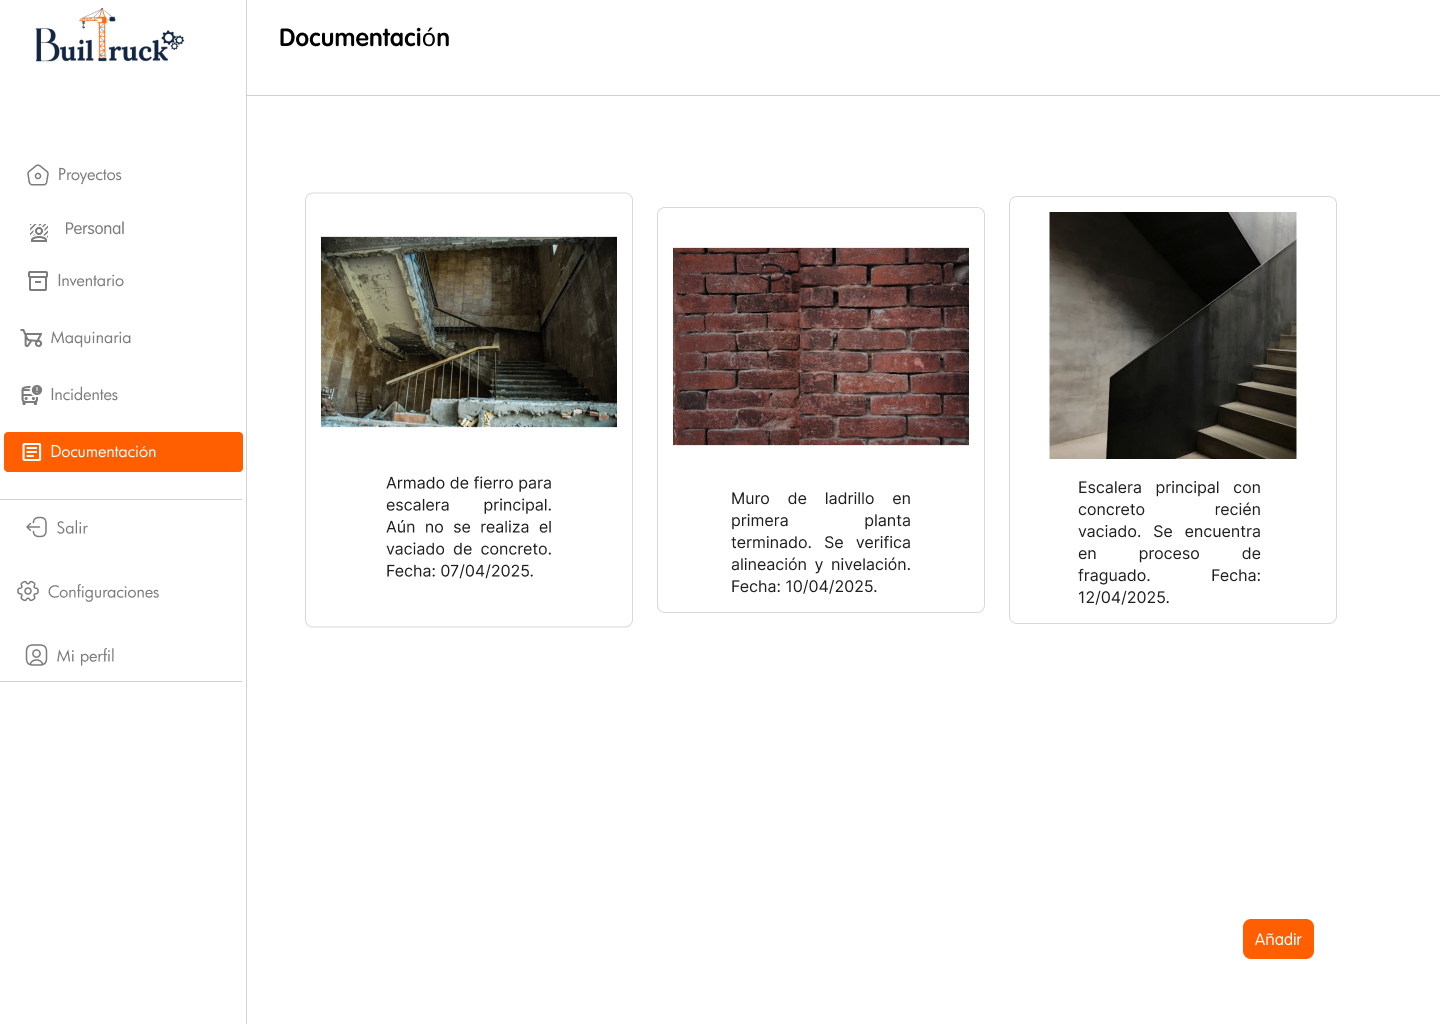 BuilTruck
Documentación
Proyectos
Personal
Inventario
Maquinaria
Incidentes
Documentación
Salir
Configuraciones
Mi perfil
Armado de fierro para
escalera principal.
Aún no se realiza el
vaciado de concreto.
Fecha: 07/04/2025.
Muro de ladrillo en
primera planta
terminado. Se verifica
alineación y nivelación.
Fecha: 10/04/2025.
Escalera principal con
concreto recién
vaciado. Se encuentra
en proceso de
fraguado. Fecha:
12/04/2025.
Añadir